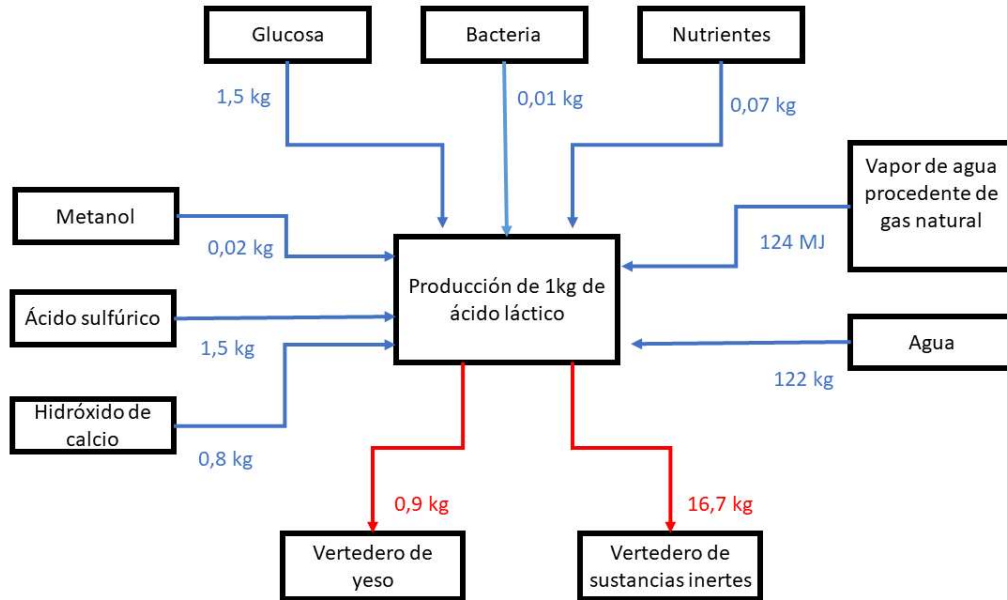 Glucosa
Bacteria
Nutrientes
1,5 kg
0,01 kg
0,07 kg
Vapor de agua
procedente de
gas natural
Metanol
0,02 kg
124 MJ
Producción de 1kg de
ácido láctico
Ácido sulfúrico
1,5 kg
Agua
122 kg
Hidróxido de
calcio
0,8 kg
0,9 kg
16,7 kg
Vertedero de
yeso
Vertedero de
sustancias inertes